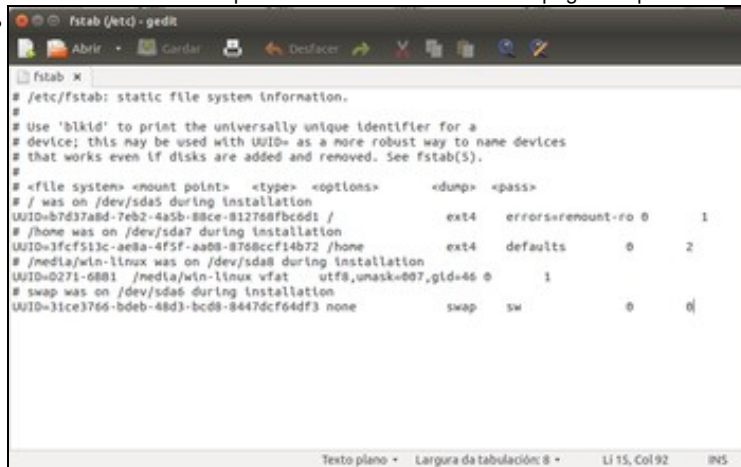 fstab (/etc) - gedit
Abrir Gardar Desfacer
fstab x
# /etc/fstab: static file system information.
#
# Use 'blkid' to print the universally unique identifier for a
# device; this may be used with UUID= as a more robust way to name devices
# that works even if disks are added and removed. See fstab(5).
#
# <file system> <mount point> <type> <options> <dump> <pass>
# / was on /dev/sda5 during installation
UUID=b7d37a8d-7eb2-4a5b-88ce-812768fbc6d1 / ext4 errors=remount-ro 0 1
# /home was on /dev/sda7 during installation
UUID=3fcf513c-ae8a-4f5f-aa08-8768ccf14b72 /home ext4 defaults 0 2
# /media/win-linux was on /dev/sda8 during installation
UUID=0271-6881 /media/win-linux vfat utf8,umask=007,gid=46 0 1
# swap was on /dev/sda6 during installation
UUID=31ce3766-bdeb-48d3-bcd8-8447dcf64df3 none swap sw 0 0
Texto plano Largura da tabulación: 8 Li 15, Col 92 INS